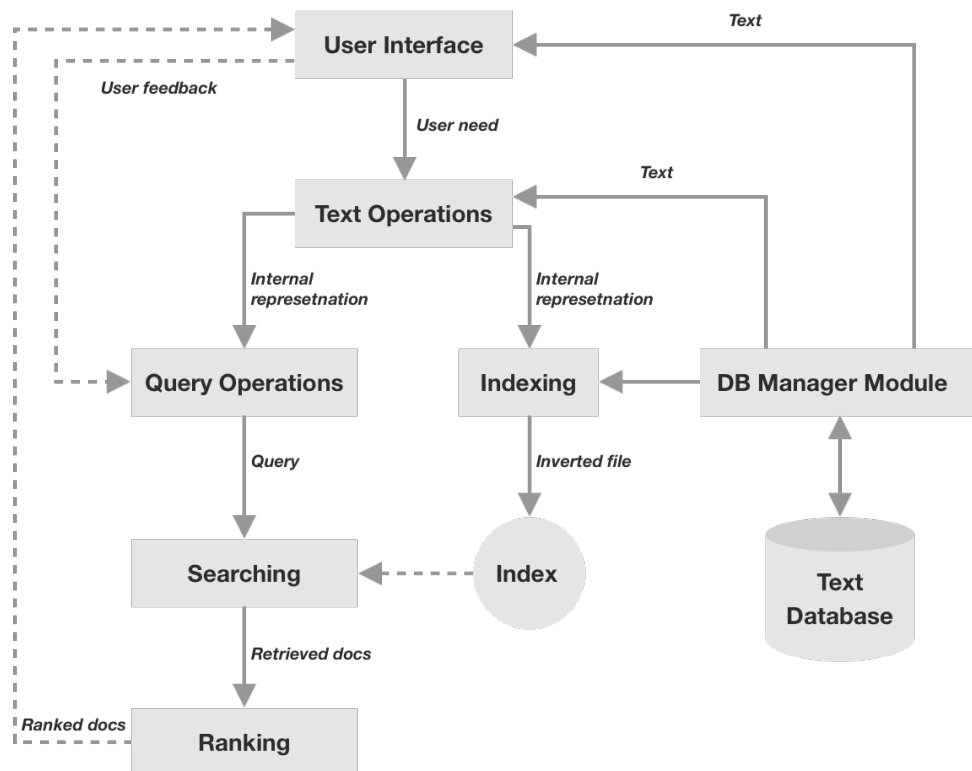 Text
User Interface
User feedback
User need
Text
Text Operations
Internal
represetnation
Internal
represetnation
Query Operations
Indexing
DB Manager Module
Query
Inverted file
Searching
Index
Text
Database
Retrieved docs
Ranked docs
Ranking